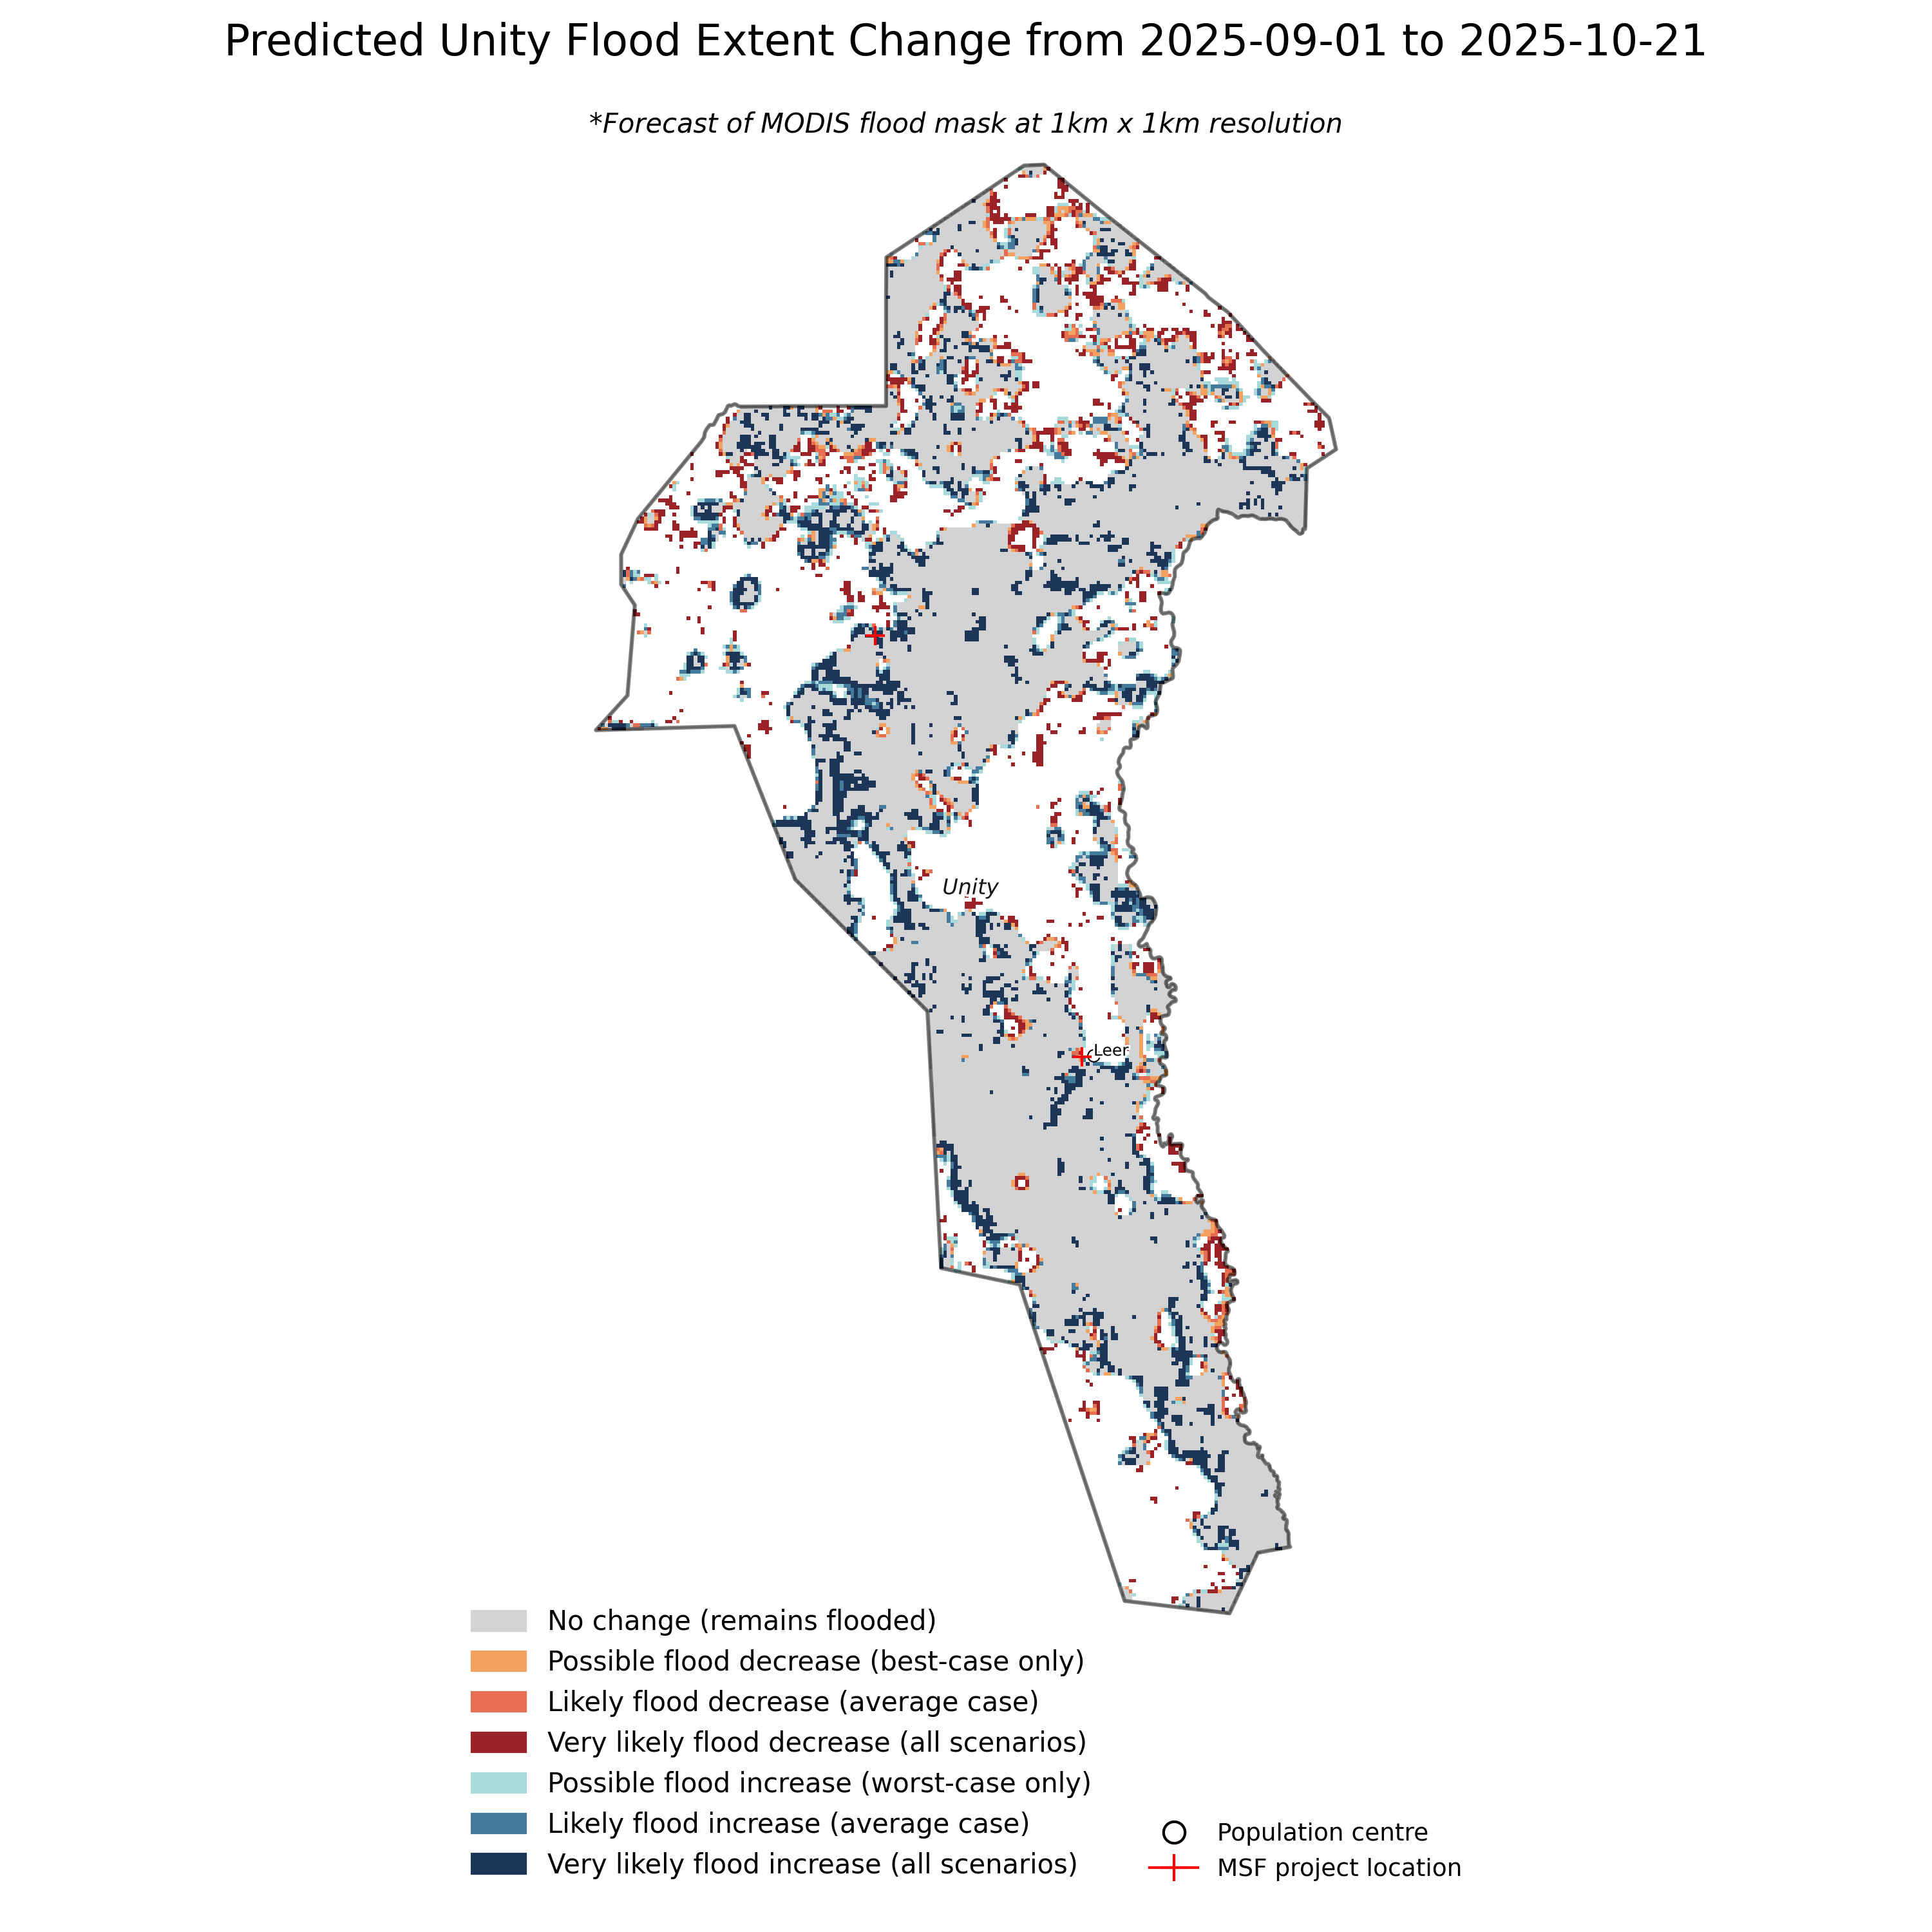 Predicted Unity Flood Extent Change from 2025-09-01 to 2025-10-21
*Forecast of MODIS flood mask at 1km x 1km resolution
Unity
Leer
No change (remains flooded)
Possible flood decrease (best-case only)
Likely flood decrease (average case)
Very likely flood decrease (all scenarios)
Possible flood increase (worst-case only)
Likely flood increase (average case)
Very likely flood increase (all scenarios)
Population centre
MSF project location